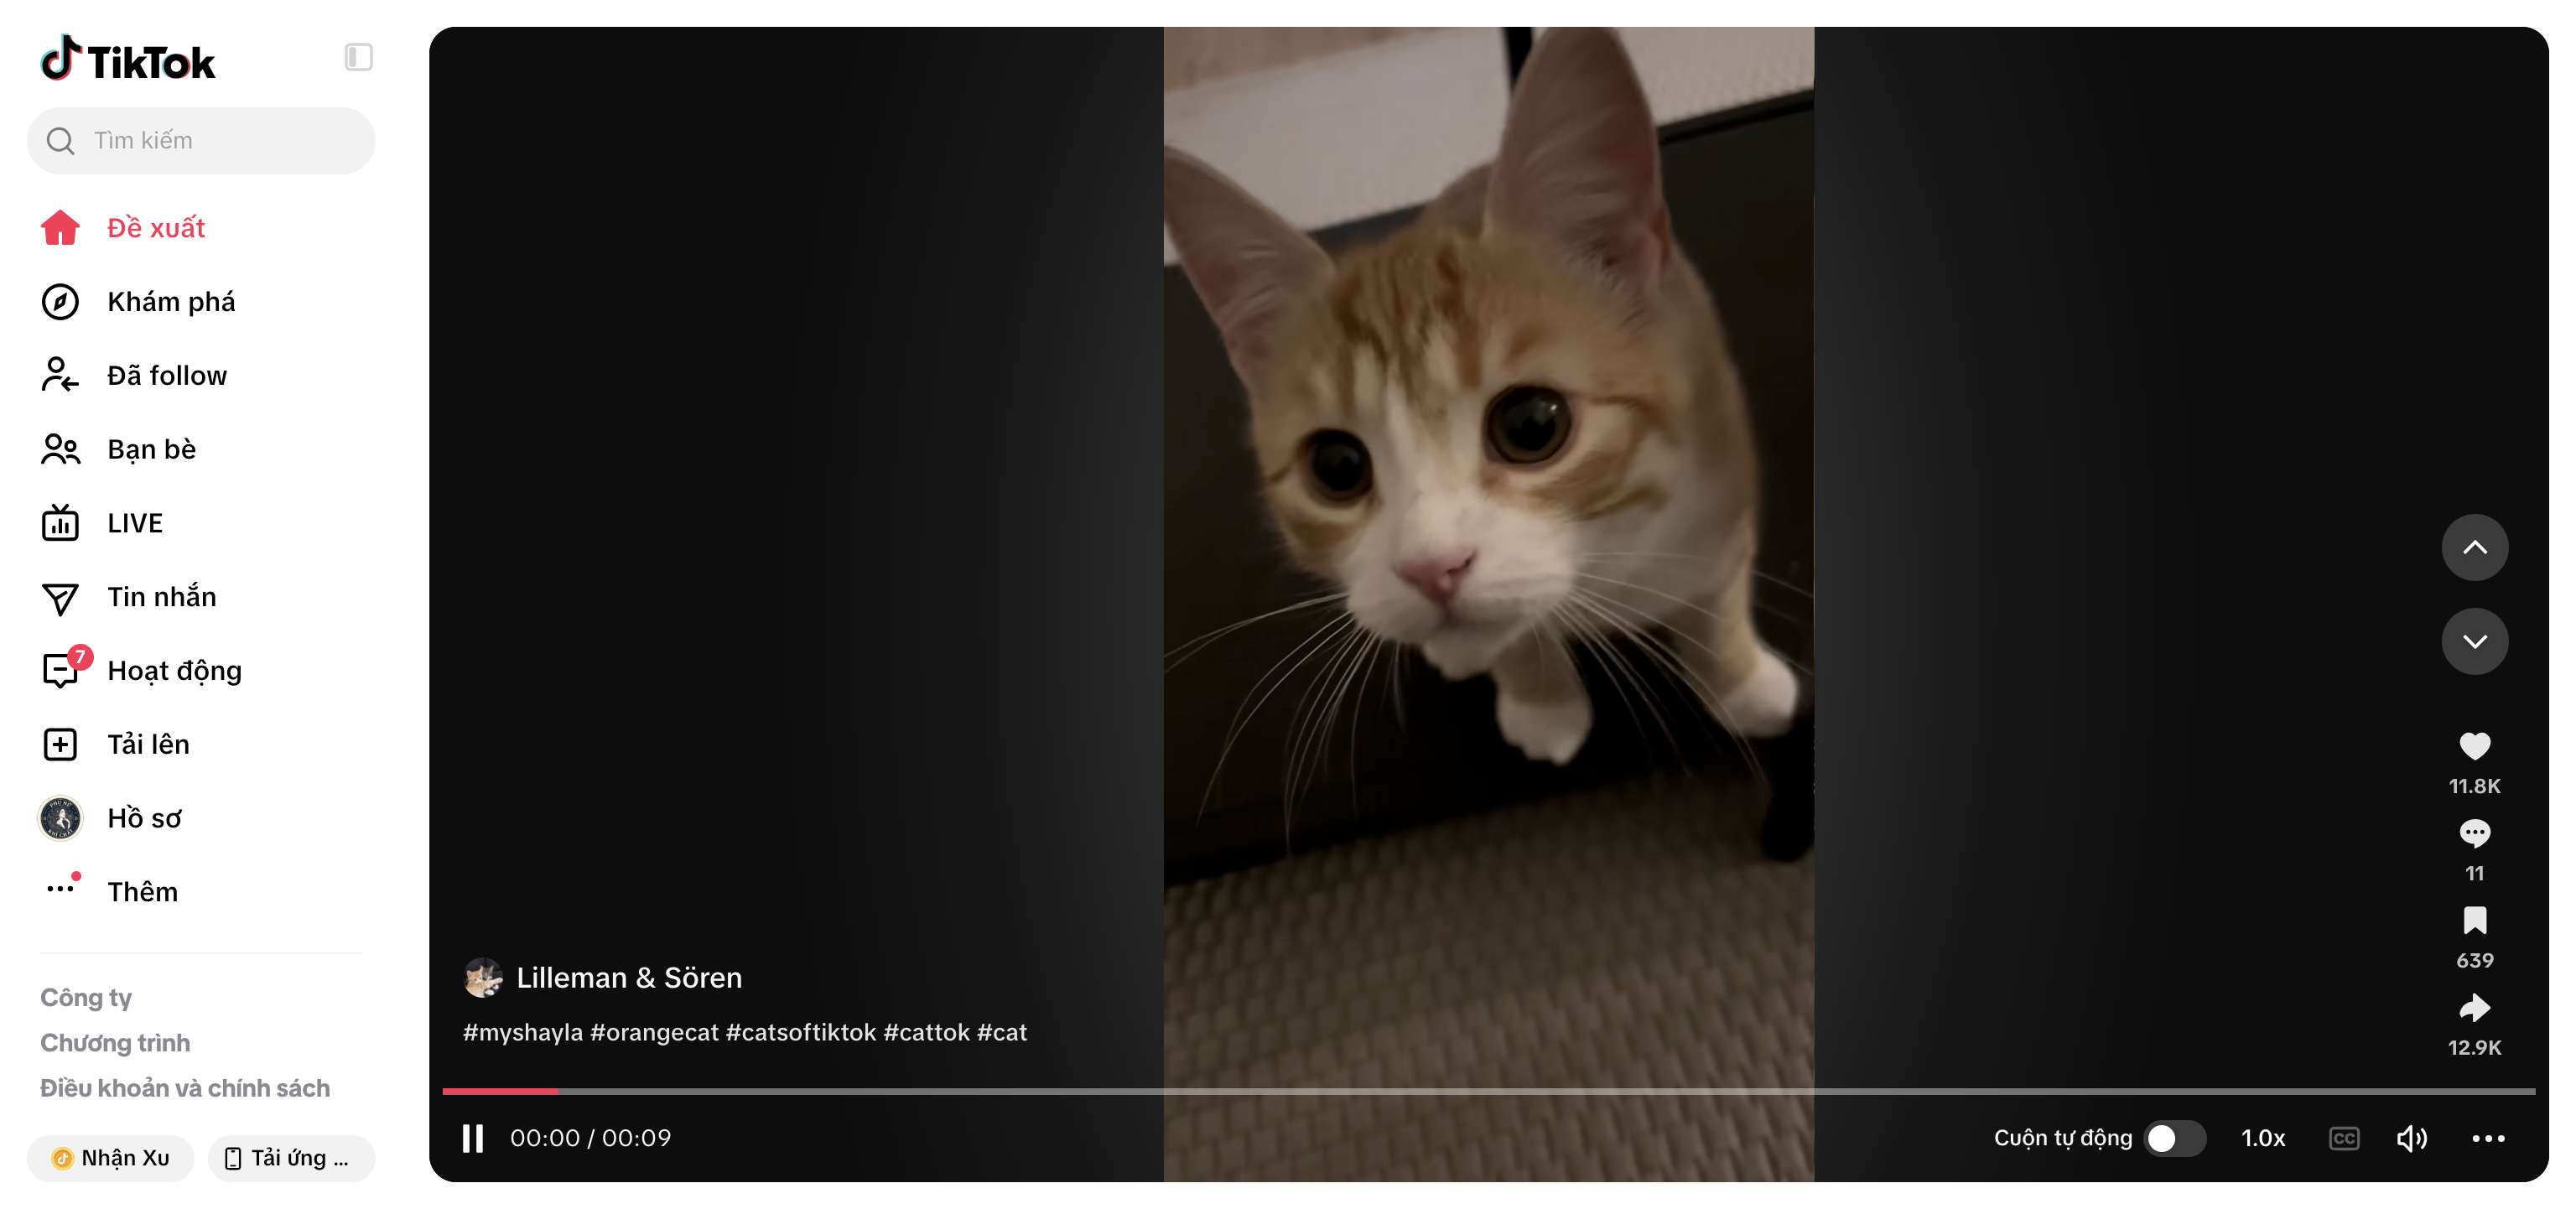 TikTok
Tìm kiếm
Đề xuất
Khám phá
Đã follow
Bạn bè
LIVE
Tin nhắn
7
Hoạt động
Tải lên
Hồ sơ
Thêm
Công ty
Chương trình
Điều khoản và chính sách
Nhận Xu
Tải ứng ...
11.8K
11
639
12.9K
Lilleman & Sören
#myshayla #orangecat #catsoftiktok #cattok #cat
00:00 / 00:09
Cuộn tự động
1.0x
CC